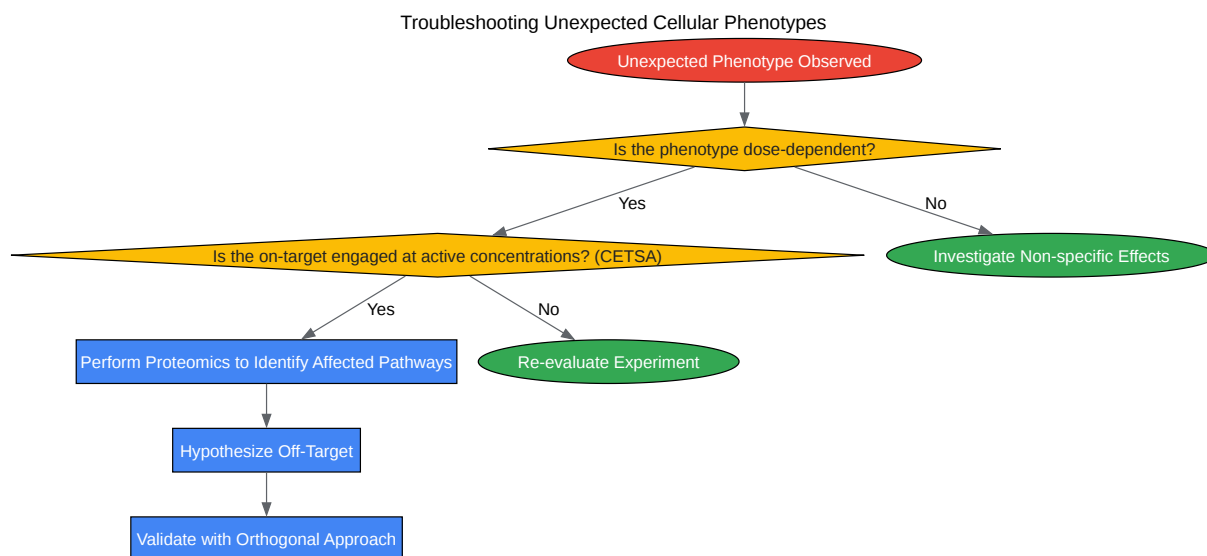 Troubleshooting Unexpected Cellular Phenotypes
Unexpected Phenotype Observed
Is the phenotype dose-dependent?
Yes
No
Is the on-target engaged at active concentrations? (CETSA)
Investigate Non-specific Effects
Yes
No
Perform Proteomics to Identify Affected Pathways
Re-evaluate Experiment
Hypothesize Off-Target
Validate with Orthogonal Approach